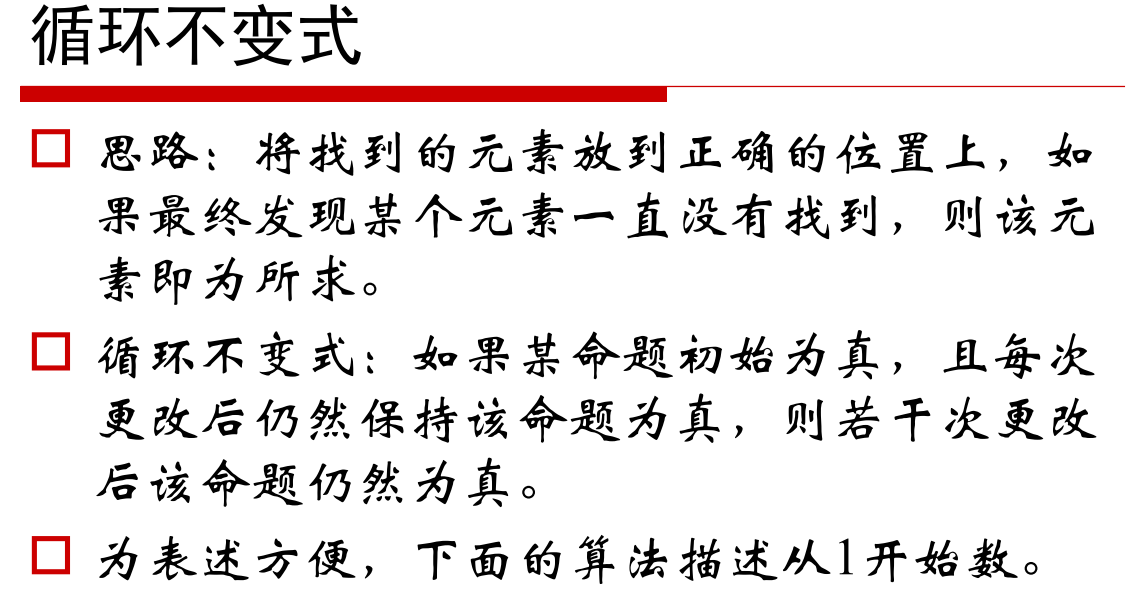 循环不变式
思路：将找到的元素放到正确的位置上，如
果最终发现某个元素一直没有找到，则该元
素即为所求。
循环不变式：如果某命题初始为真，且每次
更改后仍然保持该命题为真，则若干次更改
后该命题仍然为真。
为表述方便，下面的算法描述从1开始数。